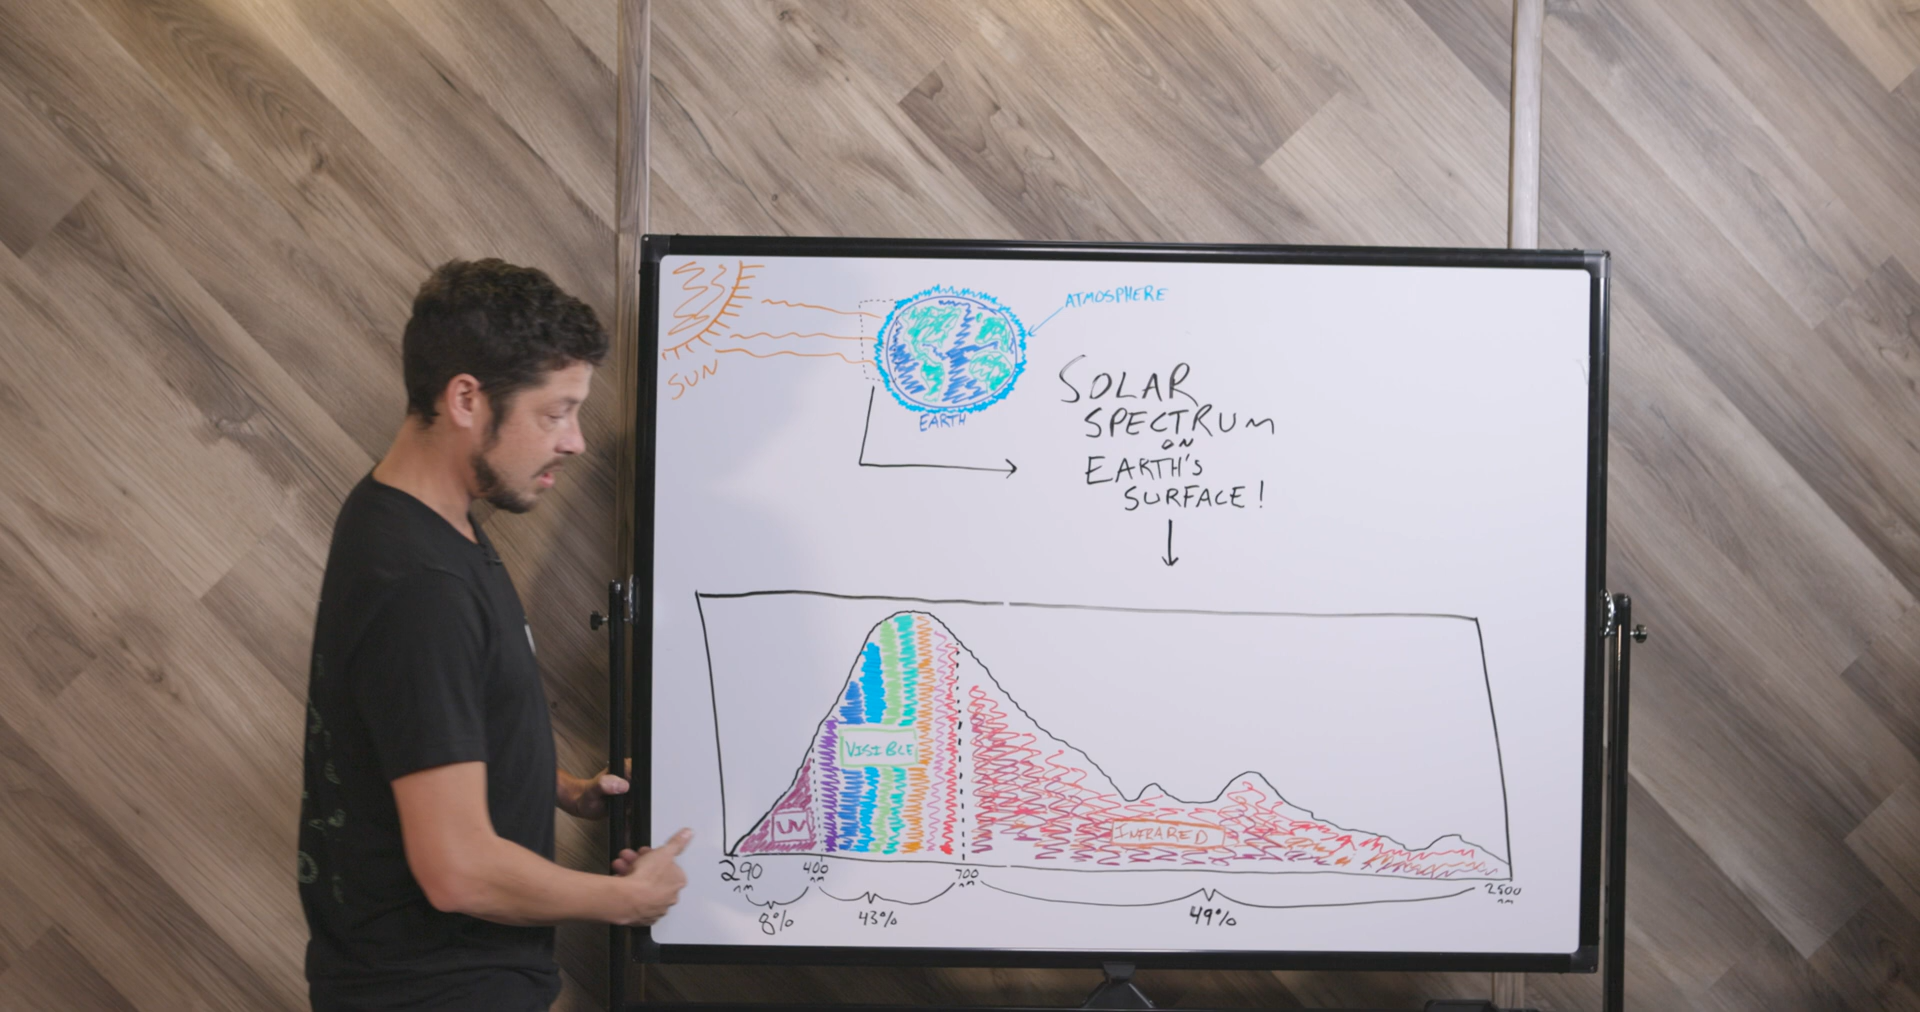 SUN
ATMOSPHERE
EARTH
SOLAR
SPECTRUM
ON
EARTH'S
SURFACE!
VISIBLE
UV
INFRARED
290
nm
400
nm
700
nm
2500
nm
8%
43%
49%